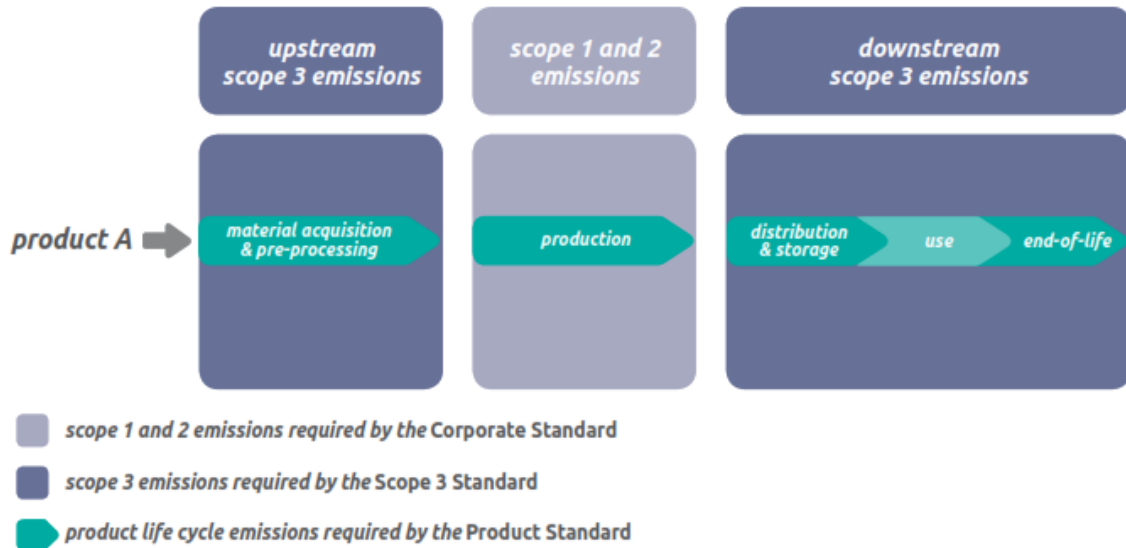 upstream
scope 3 emissions
scope 1 and 2
emissions
downstream
scope 3 emissions
product A
material acquisition
& pre-processing
production
distribution
& storage
use
end-of-life
scope 1 and 2 emissions required by the Corporate Standard
scope 3 emissions required by the Scope 3 Standard
product life cycle emissions required by the Product Standard